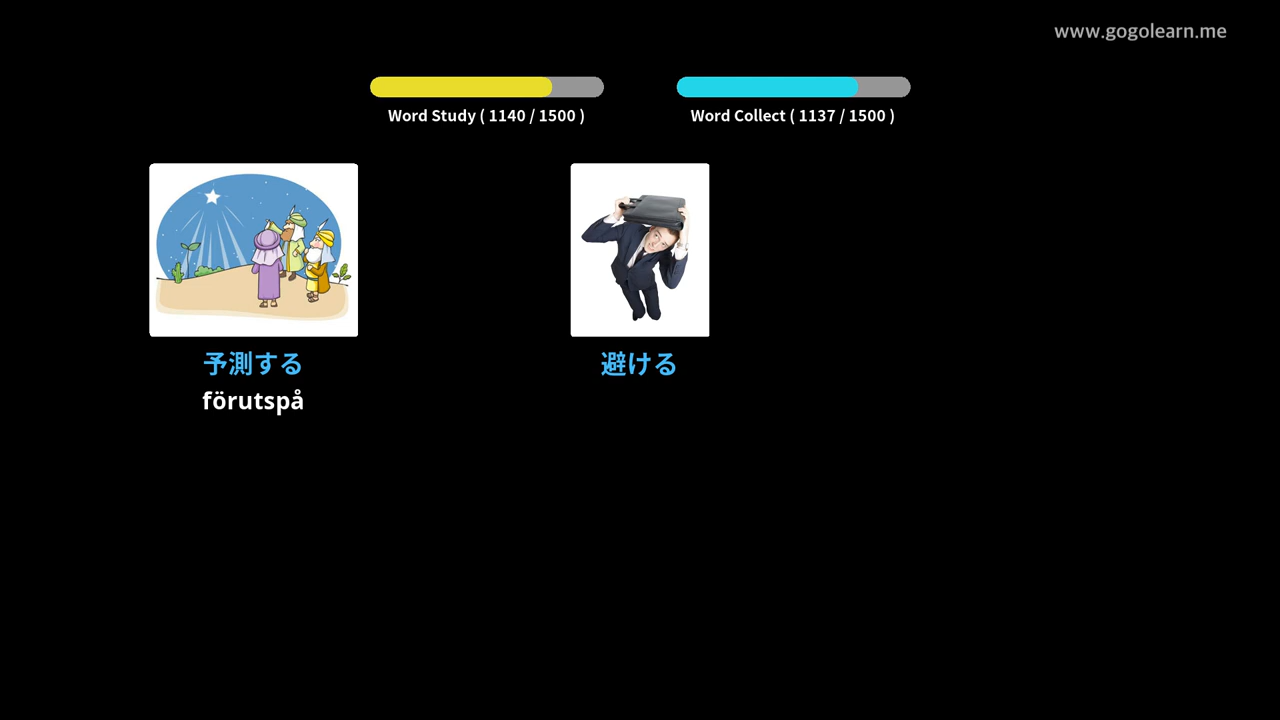 www.gogolearn.me
Word Study ( 1140 / 1500 )
Word Collect ( 1137 / 1500 )
予測する
förutspå
避ける